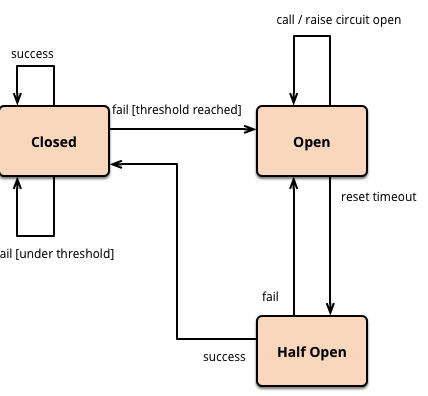 call / raise circuit open
success
fail [threshold reached]
Closed
Open
reset timeout
ail [under threshold]
fail
Half Open
success